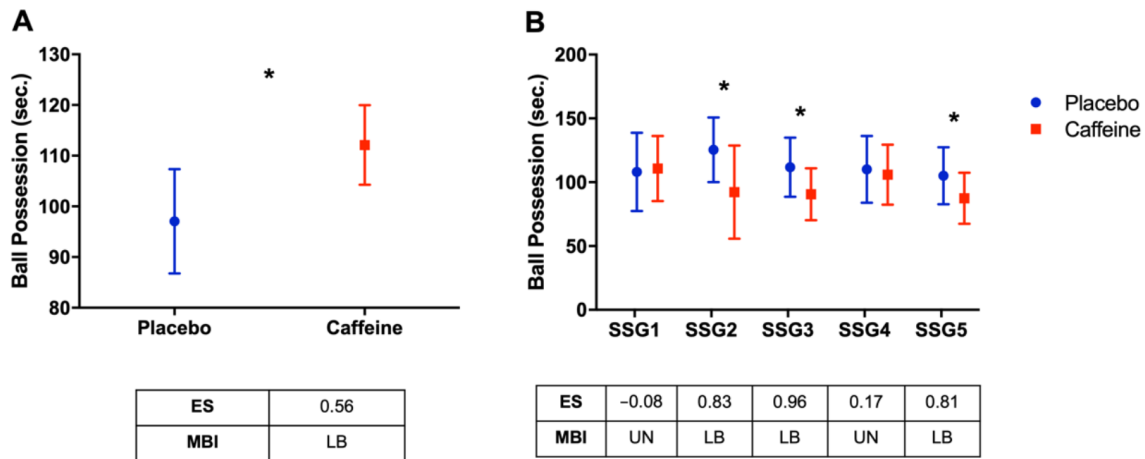 A
Ball Possession (sec.)
130
120
110
100
90
80
*
Placebo
Caffeine
ES 0.56
MBI LB
B
Ball Possession (sec.)
200
150
100
50
0
* * *
SSG1 SSG2 SSG3 SSG4 SSG5
Placebo
Caffeine
ES −0.08 0.83 0.96 0.17 0.81
MBI UN LB LB UN LB